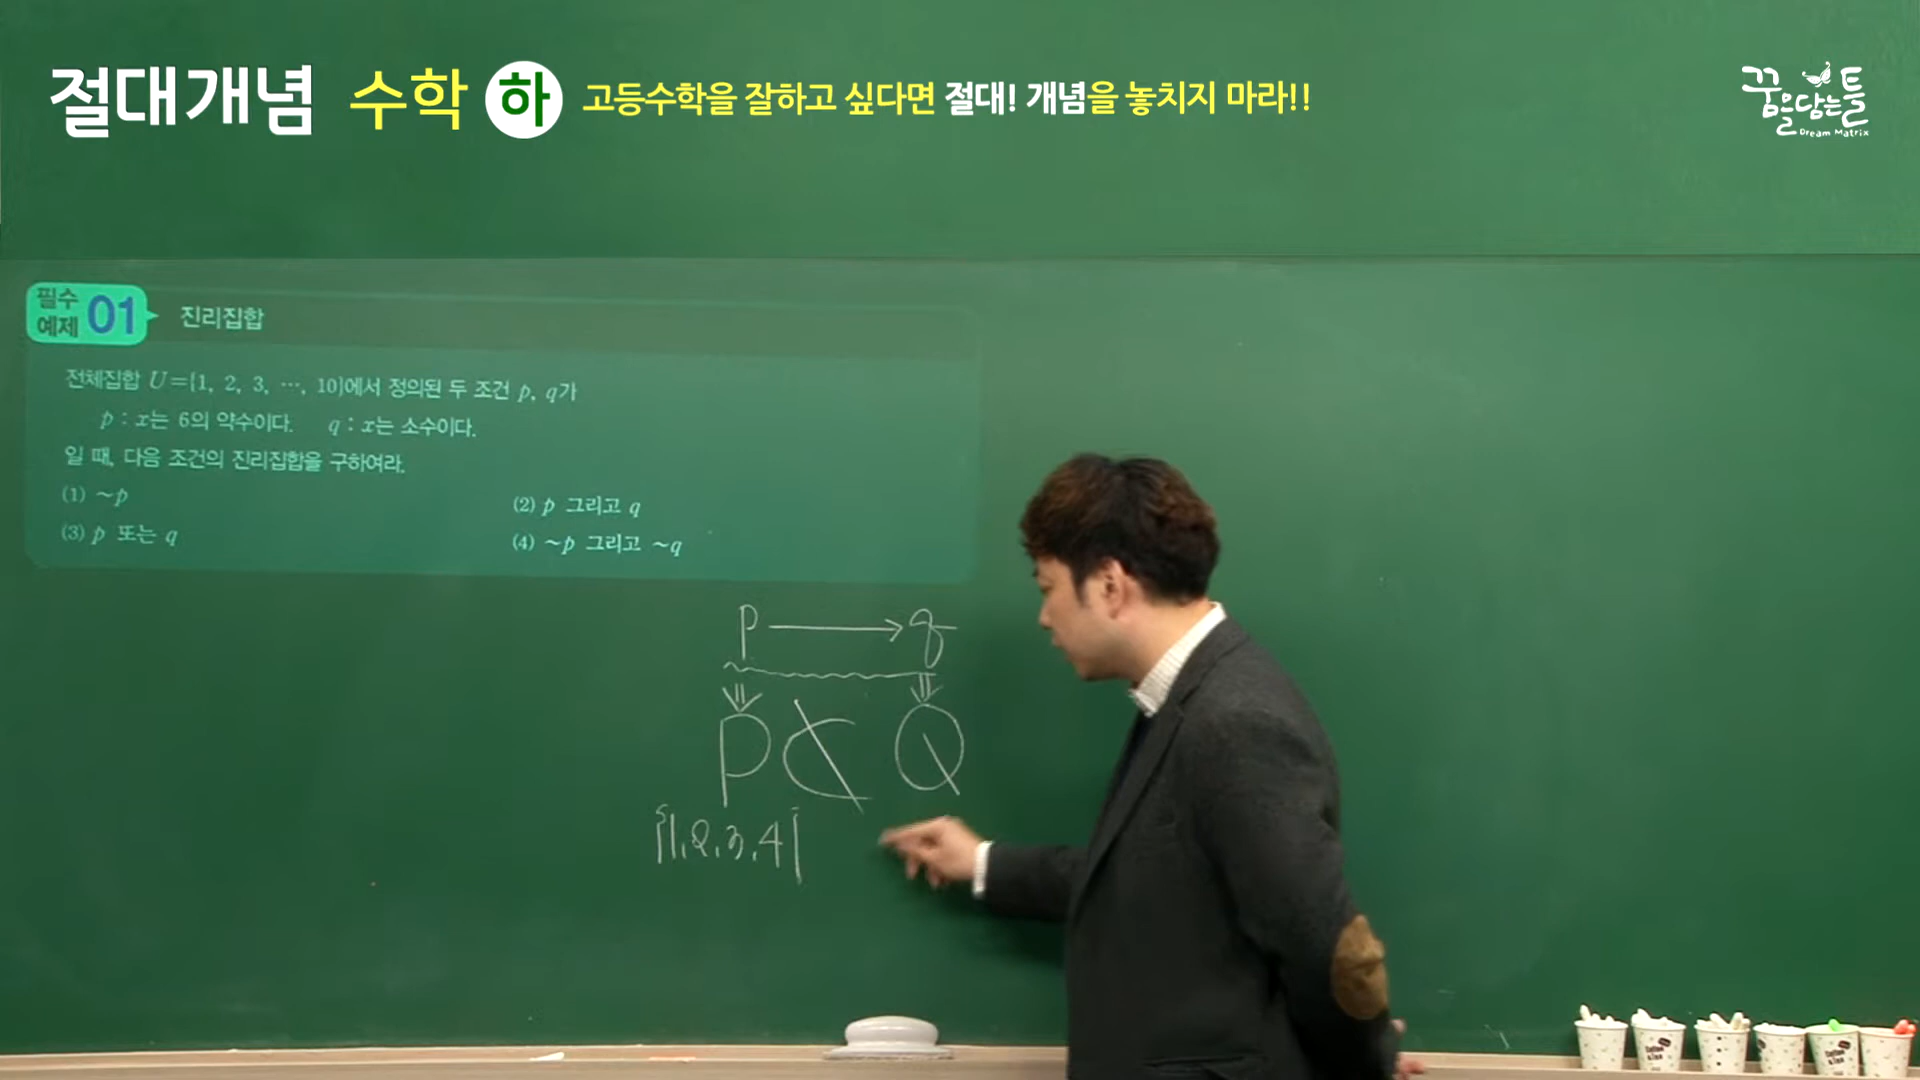 절대개념 수학 하 고등수학을 잘하고 싶다면 절대! 개념을 놓치지 마라!!
꿈을담는틀
Dream Matrix
필수 예제 01 진리집합
전체집합 U={1, 2, 3, …, 10}에서 정의된 두 조건 p, q가
p : x는 6의 약수이다. q : x는 소수이다.
일 때, 다음 조건의 진리집합을 구하여라.
(1) ~p (2) p 그리고 q
(3) p 또는 q (4) ~p 그리고 ~q
p → q
P ⊄ Q
{1, 2, 3, 4}